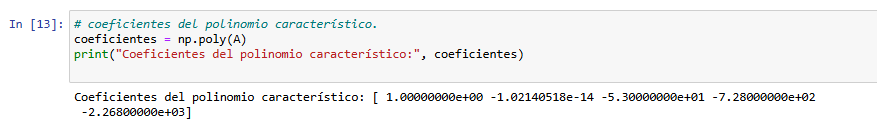 In [13]: # coeficientes del polinomio característico.
coeficientes = np.poly(A)
print("Coeficientes del polinomio característico:", coeficientes)
Coeficientes del polinomio característico: [ 1.00000000e+00 -1.02140518e-14 -5.30000000e+01 -7.28000000e+02
 -2.26800000e+03]